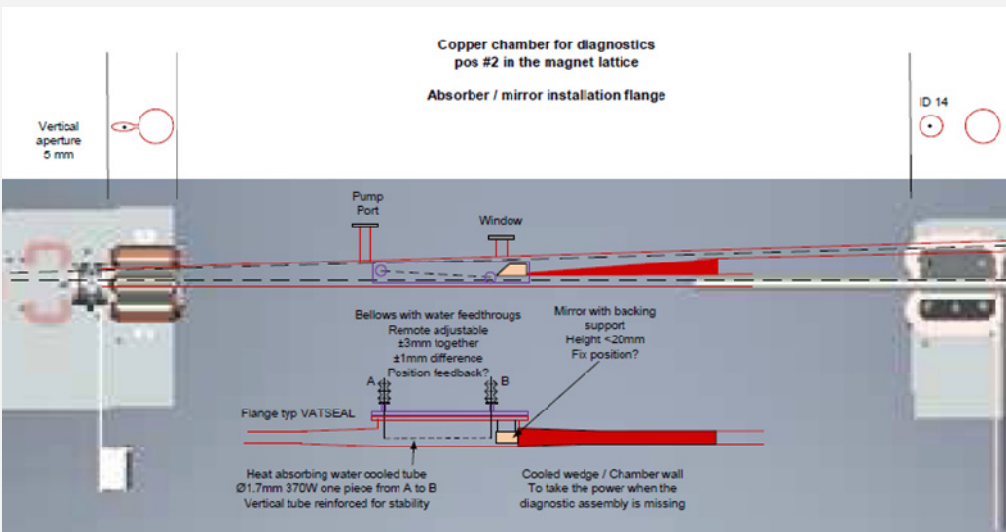 Copper chamber for diagnostics
pos #2 in the magnet lattice
Absorber / mirror installation flange
Vertical
aperture
5 mm
ID 14
Pump
Port
Window
Bellows with water feedthrougs
Remote adjustable
±3mm together
±1mm difference
Position feedback?
Mirror with backing
support
Height <20mm
Fix position?
A
B
Flange typ VATSEAL
Heat absorbing water cooled tube
Ø1.7mm 370W one piece from A to B
Vertical tube reinforced for stability
Cooled wedge / Chamber wall
To take the power when the
diagnostic assembly is missing